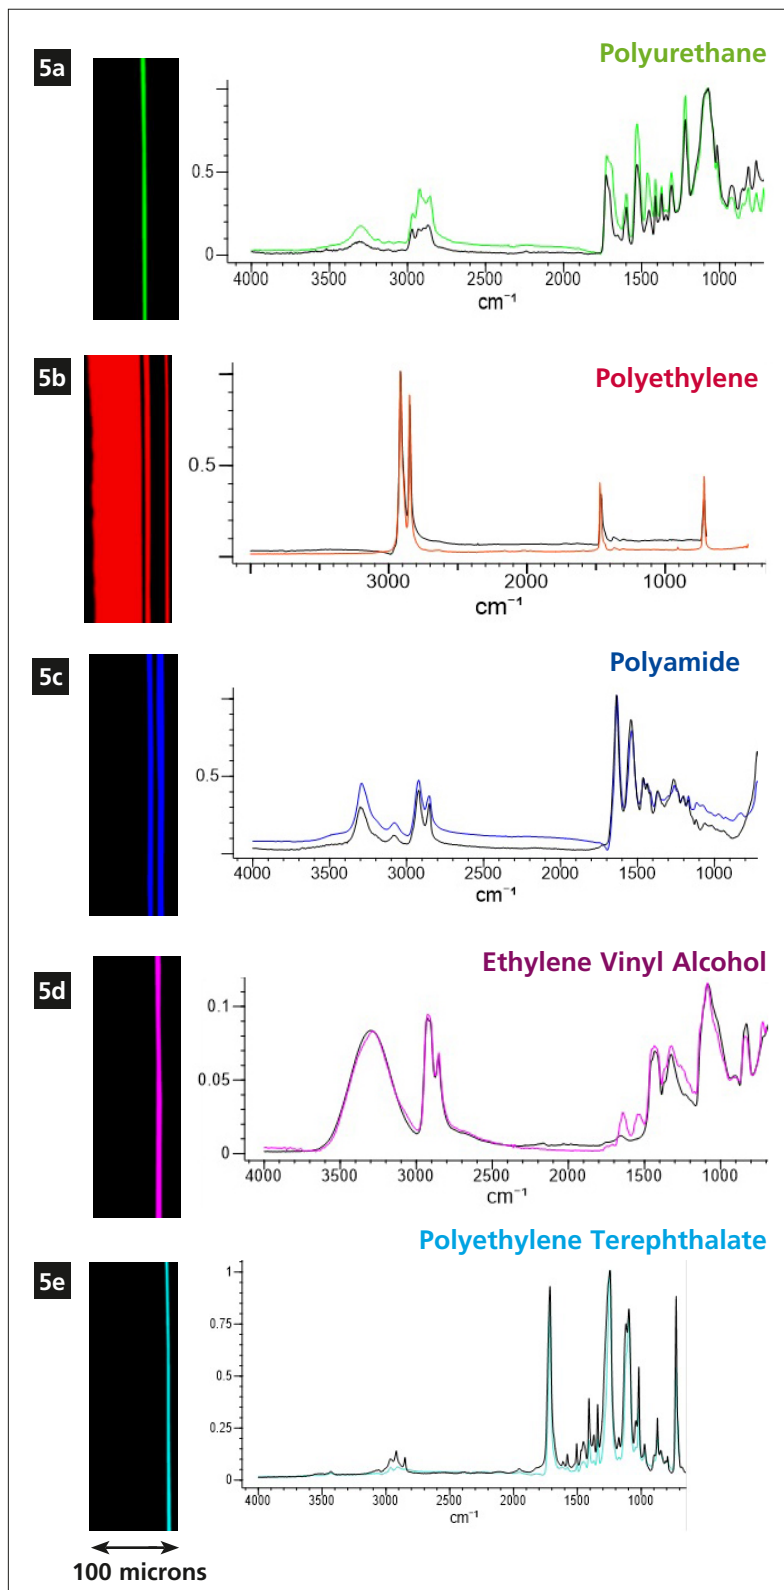 5a
Polyurethane
0.5
0
4000 3500 3000 2500 2000 1500 1000
cm⁻¹
5b
Polyethylene
0.5
3000 2000 1000
cm⁻¹
5c
Polyamide
0.5
4000 3500 3000 2500 2000 1500 1000
cm⁻¹
5d
Ethylene Vinyl Alcohol
0.1
0.05
0
4000 3500 3000 2500 2000 1500 1000
cm⁻¹
Polyethylene Terephthalate
5e
1
0.75
0.5
0.25
0
4000 3500 3000 2500 2000 1500 1000
cm⁻¹
100 microns